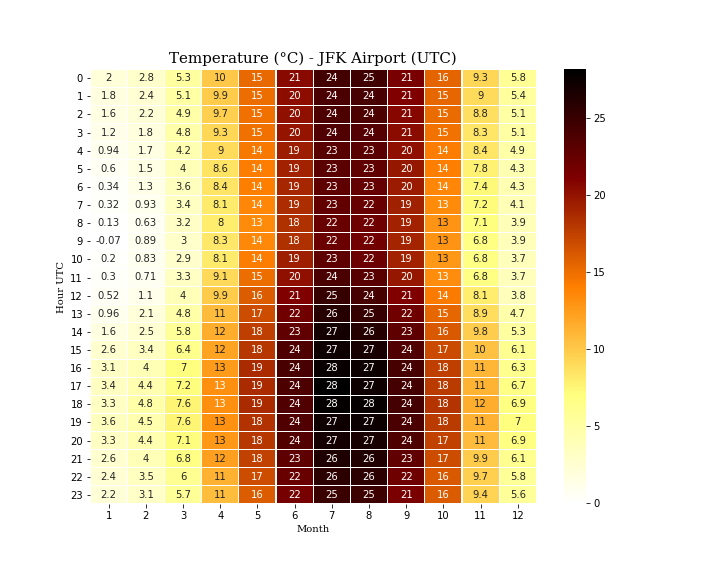 Temperature (°C) - JFK Airport (UTC)
0 2 2.8 5.3 10 15 21 24 25 21 16 9.3 5.8
1 1.8 2.4 5.1 9.9 15 20 24 24 21 15 9 5.4
2 1.6 2.2 4.9 9.7 15 20 24 24 21 15 8.8 5.1
3 1.2 1.8 4.8 9.3 15 20 24 24 21 15 8.3 5.1
4 0.94 1.7 4.2 9 14 19 23 23 20 14 8.4 4.9
5 0.6 1.5 4 8.6 14 19 23 23 20 14 7.8 4.3
6 0.34 1.3 3.6 8.4 14 19 23 23 20 14 7.4 4.3
7 0.32 0.93 3.4 8.1 14 19 23 22 19 13 7.2 4.1
8 0.13 0.63 3.2 8 13 18 22 22 19 13 7.1 3.9
9 -0.07 0.89 3 8.3 14 18 22 22 19 13 6.8 3.9
10 0.2 0.83 2.9 8.1 14 19 23 22 19 13 6.8 3.7
11 0.3 0.71 3.3 9.1 15 20 24 23 20 13 6.8 3.7
12 0.52 1.1 4 9.9 16 21 25 24 21 14 8.1 3.8
13 0.96 2.1 4.8 11 17 22 26 25 22 15 8.9 4.7
14 1.6 2.5 5.8 12 18 23 27 26 23 16 9.8 5.3
15 2.6 3.4 6.4 12 18 24 27 27 24 17 10 6.1
16 3.1 4 7 13 19 24 28 27 24 18 11 6.3
17 3.4 4.4 7.2 13 19 24 28 27 24 18 11 6.7
18 3.3 4.8 7.6 13 19 24 28 28 24 18 12 6.9
19 3.6 4.5 7.6 13 18 24 27 27 24 18 11 7
20 3.3 4.4 7.1 13 18 24 27 27 24 17 11 6.9
21 2.6 4 6.8 12 18 23 26 26 23 17 9.9 6.1
22 2.4 3.5 6 11 17 22 26 26 22 16 9.7 5.8
23 2.2 3.1 5.7 11 16 22 25 25 21 16 9.4 5.6
1 2 3 4 5 6 7 8 9 10 11 12
Month
Hour UTC
25
20
15
10
5
0